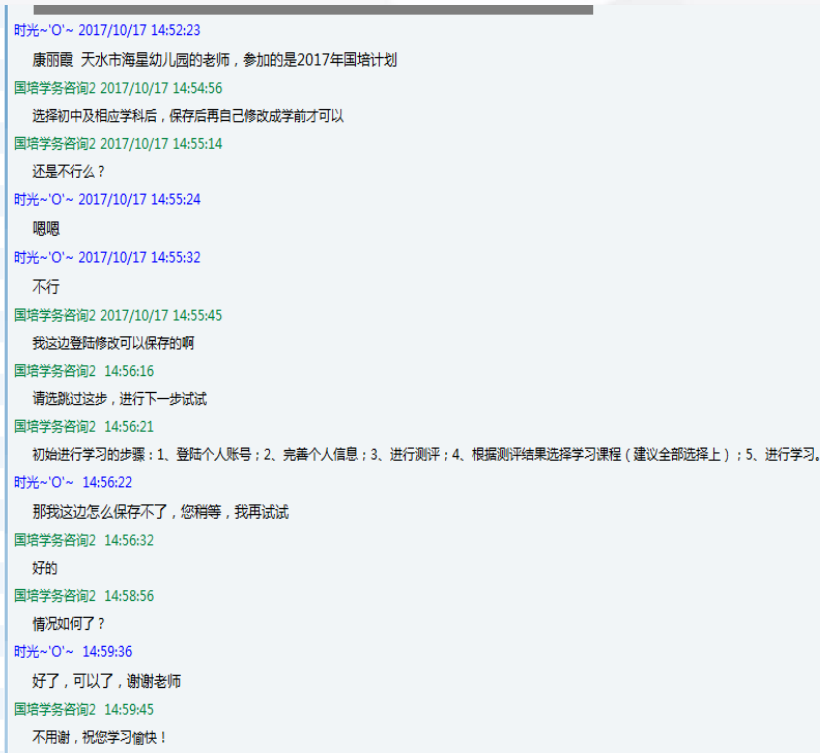 时光~'O'~ 2017/10/17 14:52:23
康丽霞 天水市海星幼儿园的老师，参加的是2017年国培计划
国培学务咨询2 2017/10/17 14:54:56
选择初中及相应学科后，保存后再自己修改成学前才可以
国培学务咨询2 2017/10/17 14:55:14
还是不行么？
时光~'O'~ 2017/10/17 14:55:24
嗯嗯
时光~'O'~ 2017/10/17 14:55:32
不行
国培学务咨询2 2017/10/17 14:55:45
我这边登陆修改可以保存的啊
国培学务咨询2 14:56:16
请选跳过这步，进行下一步试试
国培学务咨询2 14:56:21
初始进行学习的步骤：1、登陆个人账号；2、完善个人信息；3、进行测评；4、根据测评结果选择学习课程（建议全部选择上）；5、进行学习。
时光~'O'~ 14:56:22
那我这边怎么保存不了，您稍等，我再试试
国培学务咨询2 14:56:32
好的
国培学务咨询2 14:58:56
情况如何了？
时光~'O'~ 14:59:36
好了，可以了，谢谢老师
国培学务咨询2 14:59:45
不用谢，祝您学习愉快！